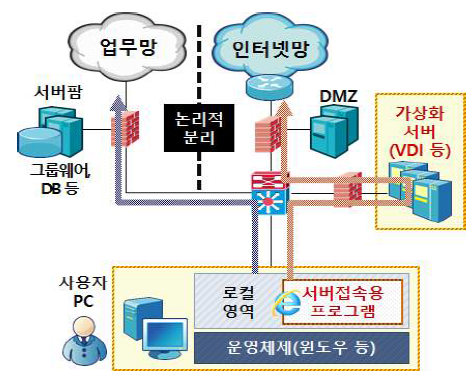 업무망
인터넷망
서버팜
그룹웨어,
DB 등
논리적
분리
DMZ
가상화
서버
(VDI 등)
사용자
PC
로컬
영역
서버접속용
프로그램
운영체제(윈도우 등)